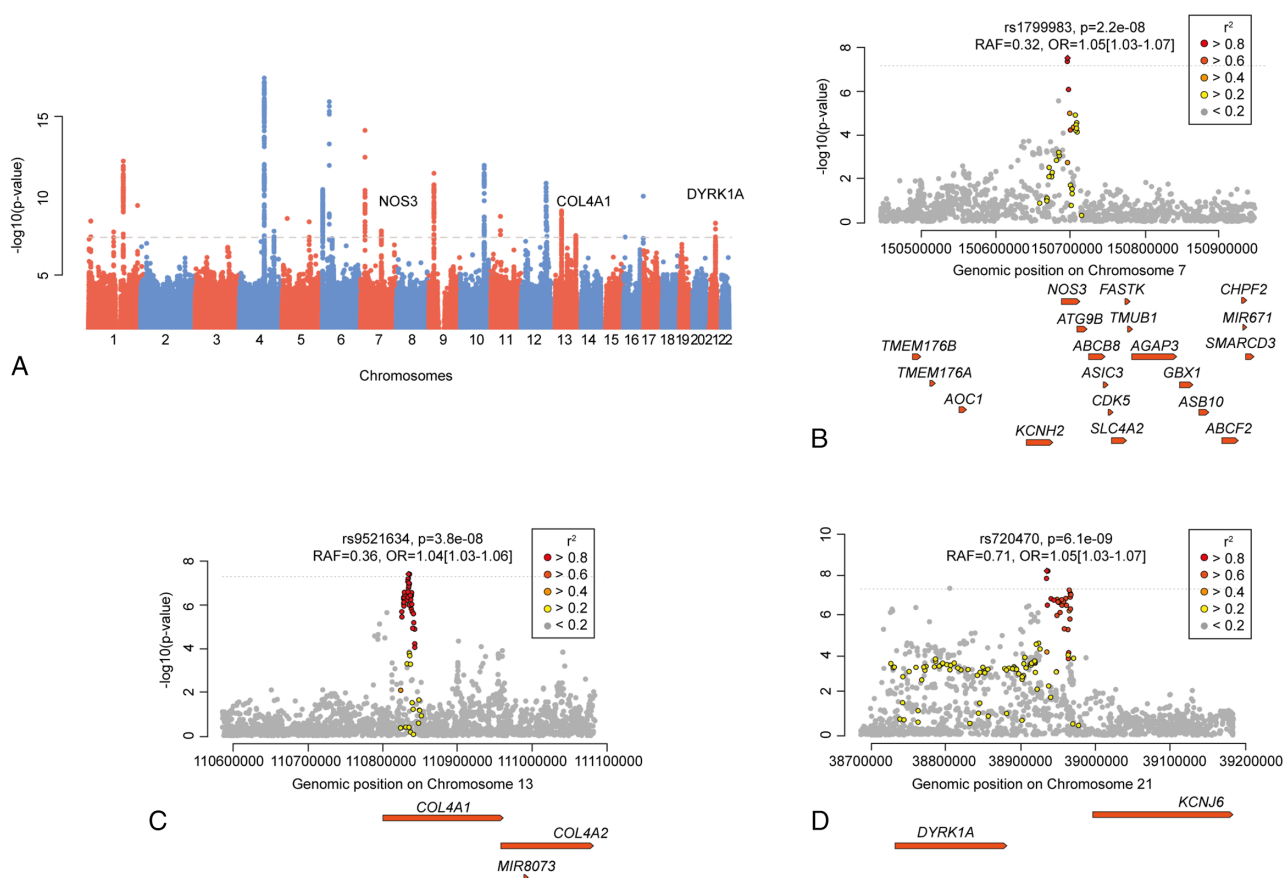 15
10
5
-log10(p-value)
NOS3
COL4A1
DYRK1A
1 2 3 4 5 6 7 8 9 10 11 12 13 14 15 16 17 18 19 20 21 22
Chromosomes
A
rs1799983, p=2.2e-08
RAF=0.32, OR=1.05[1.03-1.07]
r²
> 0.8
> 0.6
> 0.4
> 0.2
< 0.2
8
6
4
2
0
-log10(p-value)
150500000 150600000 150700000 150800000 150900000
Genomic position on Chromosome 7
NOS3 FASTK CHPF2
ATG9B TMUB1 MIR671
TMEM176B ABCB8 AGAP3 SMARCD3
TMEM176A ASIC3 GBX1
AOC1 CDK5 ASB10
KCNH2 SLC4A2 ABCF2
B
rs9521634, p=3.8e-08
RAF=0.36, OR=1.04[1.03-1.06]
r²
> 0.8
> 0.6
> 0.4
> 0.2
< 0.2
8
6
4
2
0
-log10(p-value)
110600000 110700000 110800000 110900000 111000000 111100000
Genomic position on Chromosome 13
COL4A1
COL4A2
MIR8073
C
rs720470, p=6.1e-09
RAF=0.71, OR=1.05[1.03-1.07]
r²
> 0.8
> 0.6
> 0.4
> 0.2
< 0.2
10
8
6
4
2
0
-log10(p-value)
38700000 38800000 38900000 39000000 39100000 39200000
Genomic position on Chromosome 21
KCNJ6
DYRK1A
D